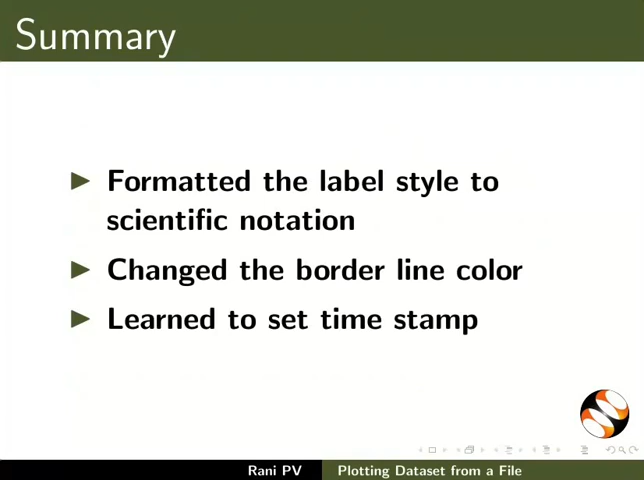 Summary
Formatted the label style to
scientific notation
Changed the border line color
Learned to set time stamp
Rani PV
Plotting Dataset from a File